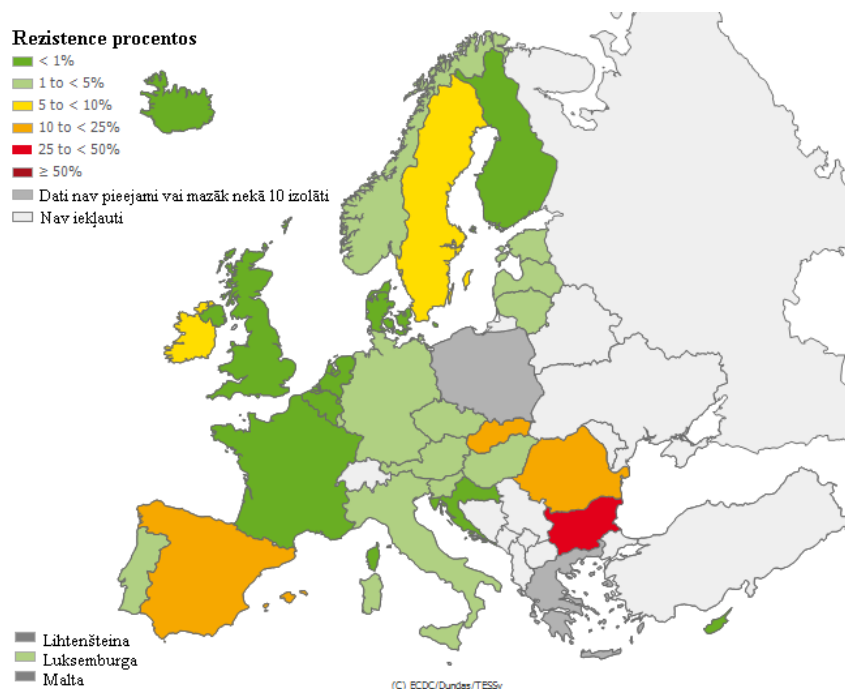 Rezistence procentos
< 1%
1 to < 5%
5 to < 10%
10 to < 25%
25 to < 50%
≥ 50%
Dati nav pieejami vai mazāk nekā 10 izolāti
Nav iekļauti
Lihtenšteina
Luksemburga
Malta
(C) ECDC/Dundas/TESSy